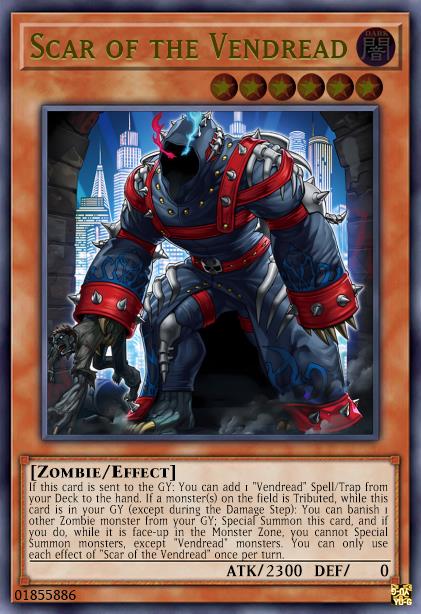 SCAR OF THE VENDREAD
DARK
闇
[ZOMBIE/EFFECT]
If this card is sent to the GY: You can add 1 "Vendread" Spell/Trap from
your Deck to the hand. If a monster(s) on the field is Tributed, while this
card is in your GY (except during the Damage Step): You can banish 1
other Zombie monster from your GY; Special Summon this card, and if
you do, while it is face-up in the Monster Zone, you cannot Special
Summon monsters, except "Vendread" monsters. You can only use
each effect of "Scar of the Vendread" once per turn.
ATK/2300 DEF/ 0
01855886